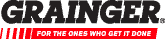 GRAINGER®
FOR THE ONES WHO GET IT DONE